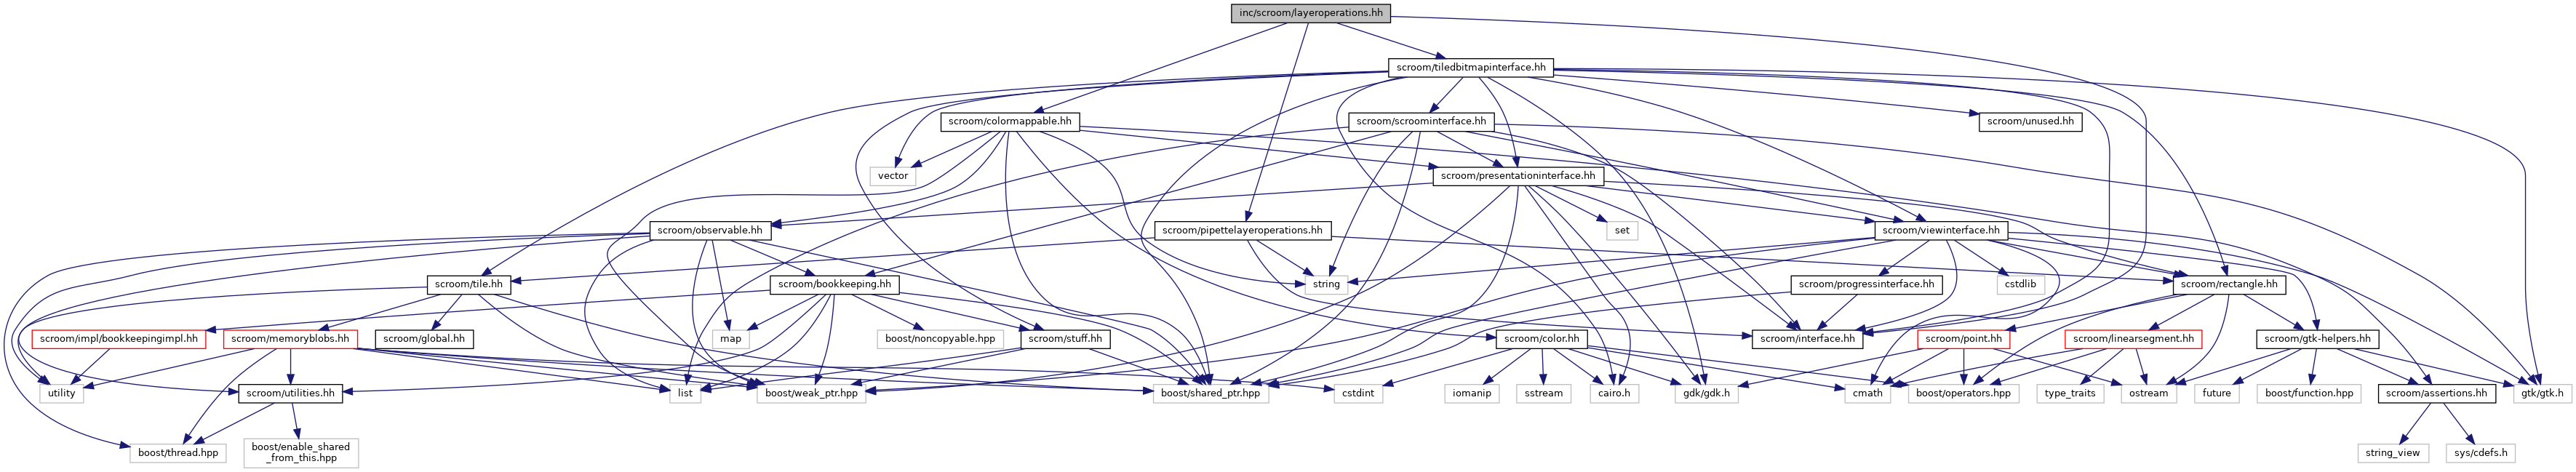 inc/scroom/layeroperations.hh
scroom/tiledbitmapinterface.hh
scroom/colormappable.hh
scroom/scroominterface.hh
scroom/unused.hh
vector
scroom/presentationinterface.hh
scroom/observable.hh
scroom/pipettelayeroperations.hh
set
scroom/viewinterface.hh
scroom/tile.hh
scroom/bookkeeping.hh
string
scroom/progressinterface.hh
cstdlib
scroom/rectangle.hh
scroom/impl/bookkeepingimpl.hh
scroom/memoryblobs.hh
scroom/global.hh
map
boost/noncopyable.hpp
scroom/stuff.hh
scroom/interface.hh
scroom/color.hh
scroom/point.hh
scroom/linearsegment.hh
scroom/gtk-helpers.hh
utility
scroom/utilities.hh
list
boost/weak_ptr.hpp
boost/shared_ptr.hpp
cstdint
iomanip
sstream
cairo.h
gdk/gdk.h
cmath
boost/operators.hpp
type_traits
ostream
future
boost/function.hpp
scroom/assertions.hh
gtk/gtk.h
boost/thread.hpp
boost/enable_shared
_from_this.hpp
string_view
sys/cdefs.h